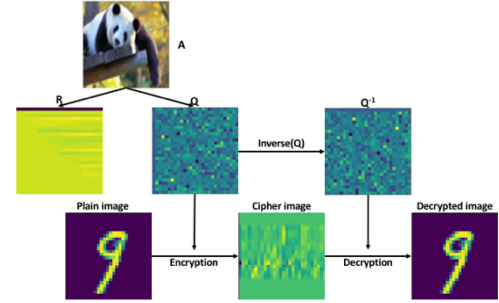 A
R
Q
Q-1
Inverse(Q)
Plain image
Cipher image
Decrypted image
Encryption
Decryption